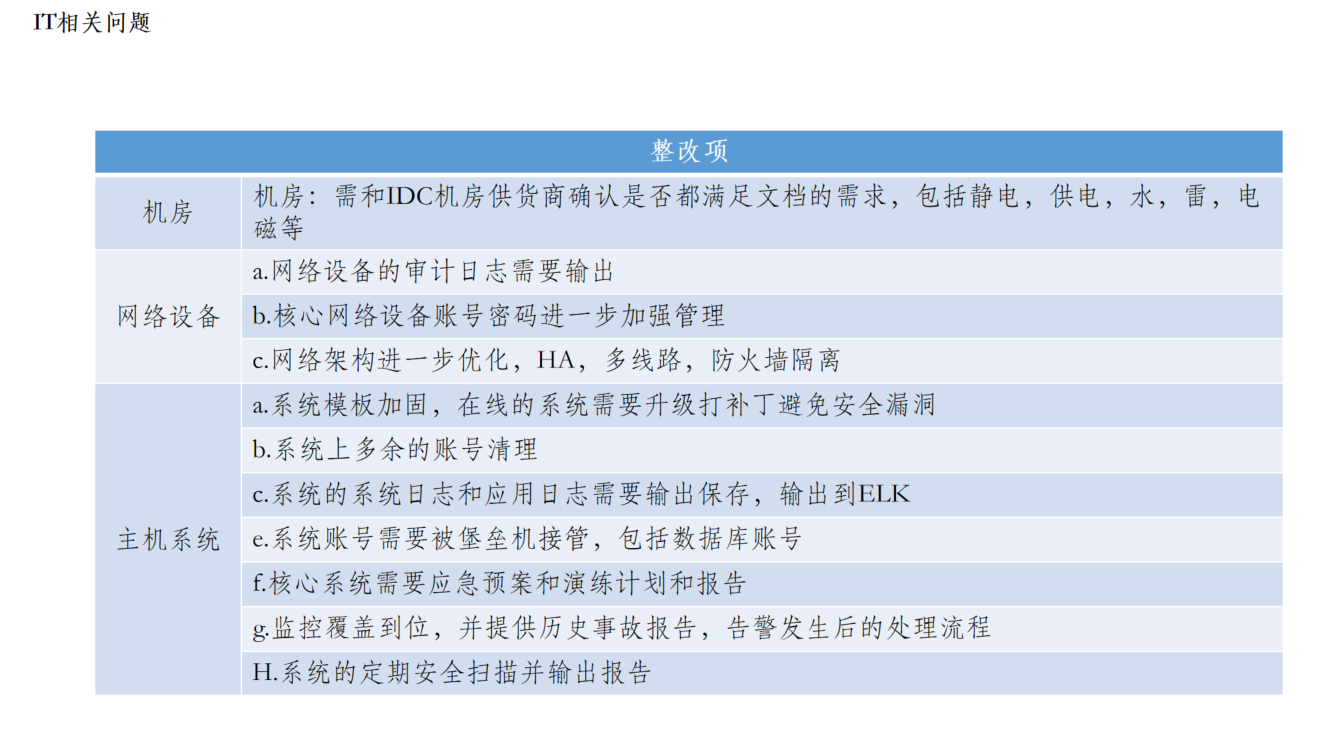 IT相关问题
整改项
机房
机房：需和IDC机房供货商确认是否都满足文档的需求，包括静电，供电，水，雷，电
磁等
网络设备
a.网络设备的审计日志需要输出
b.核心网络设备账号密码进一步加强管理
c.网络架构进一步优化，HA，多线路，防火墙隔离
主机系统
a.系统模板加固，在线的系统需要升级打补丁避免安全漏洞
b.系统上多余的账号清理
c.系统的系统日志和应用日志需要输出保存，输出到ELK
e.系统账号需要被堡垒机接管，包括数据库账号
f.核心系统需要应急预案和演练计划和报告
g.监控覆盖到位，并提供历史事故报告，告警发生后的处理流程
H.系统的定期安全扫描并输出报告